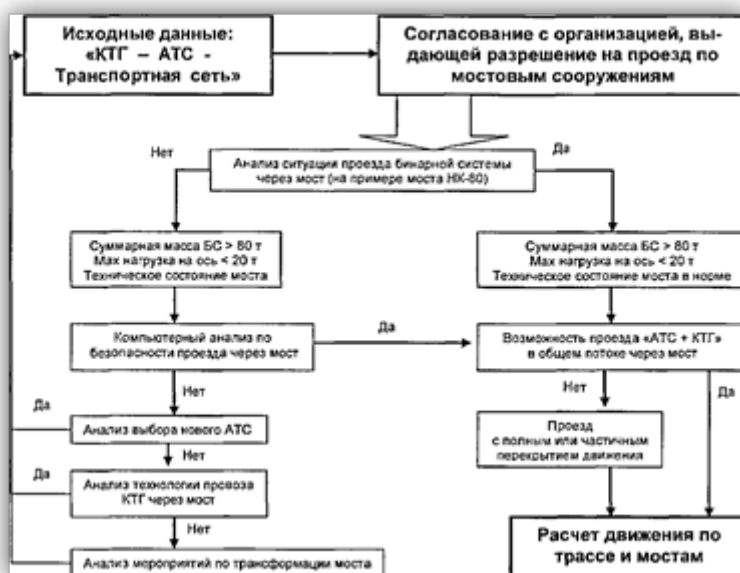 Исходные данные:
«КТГ – АТС -
Транспортная сеть»
Согласование с организацией, вы-
дающей разрешение на проезд по
мостовым сооружениям
Нет
Да
Анализ ситуации проезда бинарной системы
через мост (на примере моста НК-80)
Суммарная масса БС > 80 т
Мах нагрузка на ось < 20 т
Техническое состояние моста
Суммарная масса БС > 80 т
Мах нагрузка на ось < 20 т
Техническое состояние моста в норме
Компьютерный анализ по
безопасности проезда через мост
Да
Возможность проезда «АТС + КТГ»
в общем потоке через мост
Нет
Нет
Да
Да
Анализ выбора нового АТС
Проезд
с полным или частичным
перекрытием движения
Нет
Да
Анализ технологии провоза
КТГ через мост
Нет
Расчет движения по
трассе и мостам
Анализ мероприятий по трансформации моста